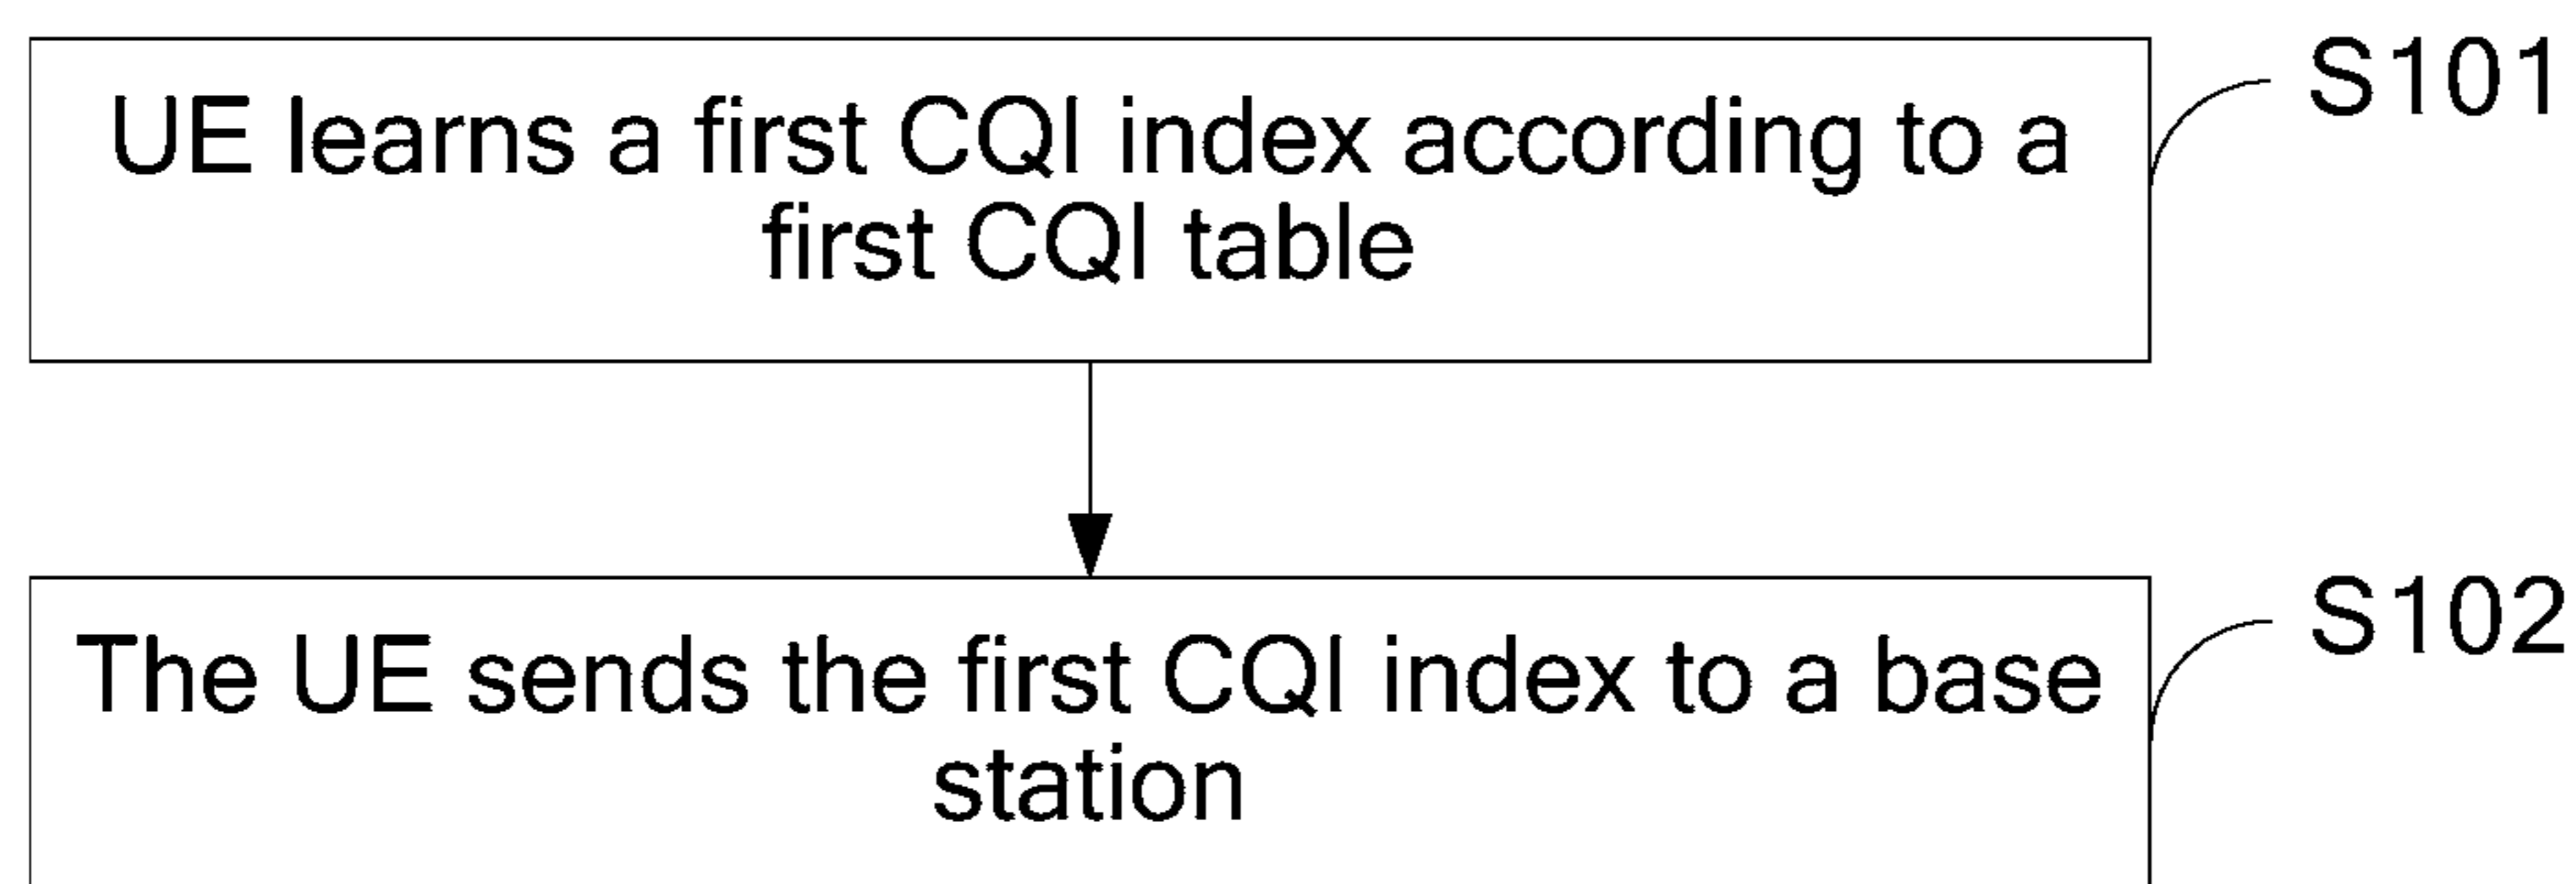 UE learns a first CQI index according to a
first CQI table
S101
The UE sends the first CQI index to a base
station
S102